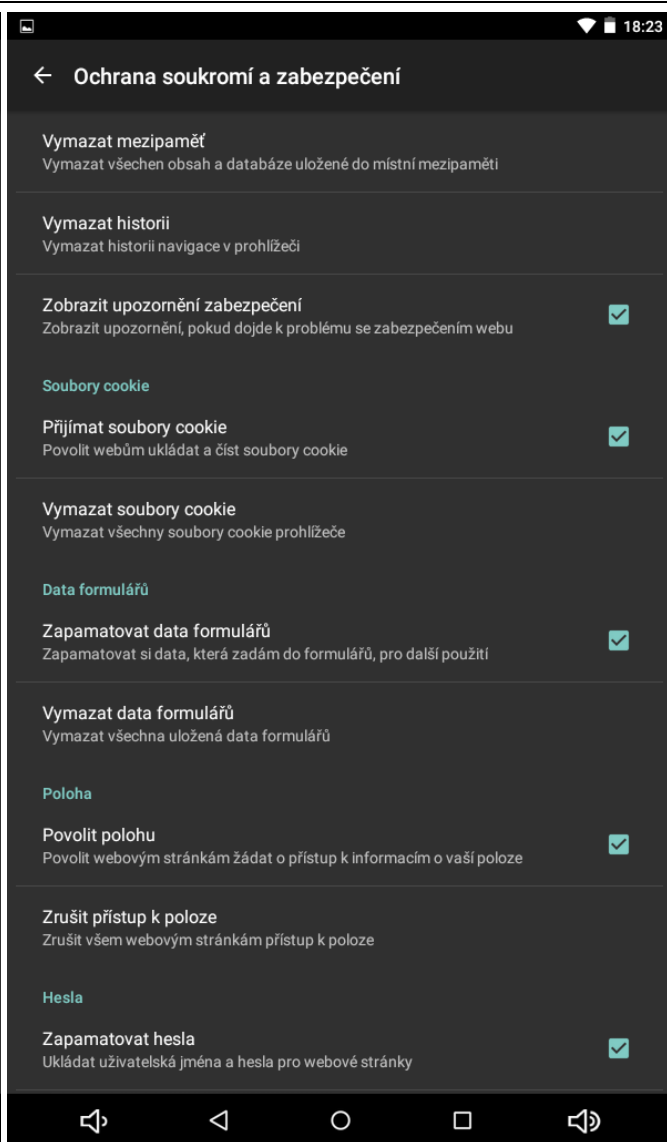 18:23
Ochrana soukromí a zabezpečení
Vymazat mezipaměť
Vymazat všechen obsah a databáze uložené do místní mezipaměti
Vymazat historii
Vymazat historii navigace v prohlížeči
Zobrazit upozornění zabezpečení
Zobrazit upozornění, pokud dojde k problému se zabezpečením webu
Soubory cookie
Přijímat soubory cookie
Povolit webům ukládat a číst soubory cookie
Vymazat soubory cookie
Vymazat všechny soubory cookie prohlížeče
Data formulářů
Zapamatovat data formulářů
Zapamatovat si data, která zadám do formulářů, pro další použití
Vymazat data formulářů
Vymazat všechna uložená data formulářů
Poloha
Povolit polohu
Povolit webovým stránkám žádat o přístup k informacím o vaší poloze
Zrušit přístup k poloze
Zrušit všem webovým stránkám přístup k poloze
Hesla
Zapamatovat hesla
Ukládat uživatelská jména a hesla pro webové stránky